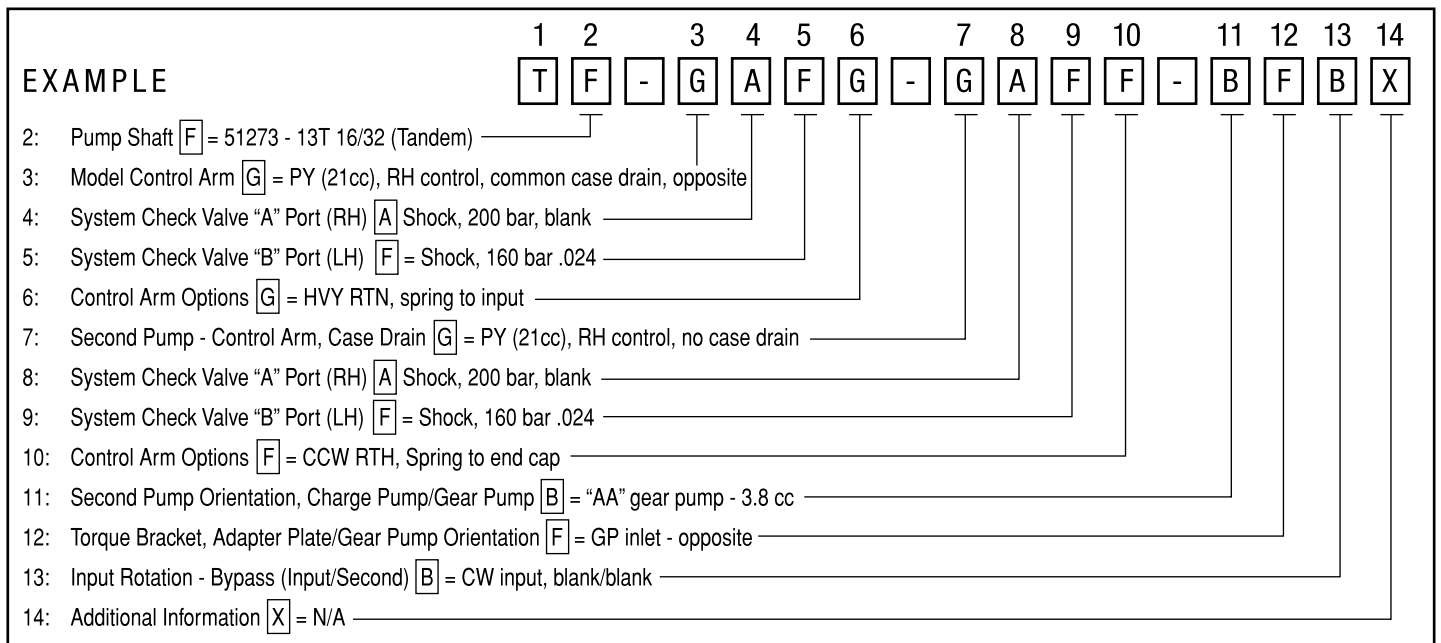 1 2 3 4 5 6 7 8 9 10 11 12 13 14
EXAMPLE T F - G A F G - G A F F - B F B X
2: Pump Shaft F = 51273 - 13T 16/32 (Tandem)
3: Model Control Arm G = PY (21cc), RH control, common case drain, opposite
4: System Check Valve “A” Port (RH) A Shock, 200 bar, blank
5: System Check Valve “B” Port (LH) F = Shock, 160 bar .024
6: Control Arm Options G = HVY RTN, spring to input
7: Second Pump - Control Arm, Case Drain G = PY (21cc), RH control, no case drain
8: System Check Valve “A” Port (RH) A Shock, 200 bar, blank
9: System Check Valve “B” Port (LH) F = Shock, 160 bar .024
10: Control Arm Options F = CCW RTH, Spring to end cap
11: Second Pump Orientation, Charge Pump/Gear Pump B = “AA” gear pump - 3.8 cc
12: Torque Bracket, Adapter Plate/Gear Pump Orientation F = GP inlet - opposite
13: Input Rotation - Bypass (Input/Second) B = CW input, blank/blank
14: Additional Information X = N/A